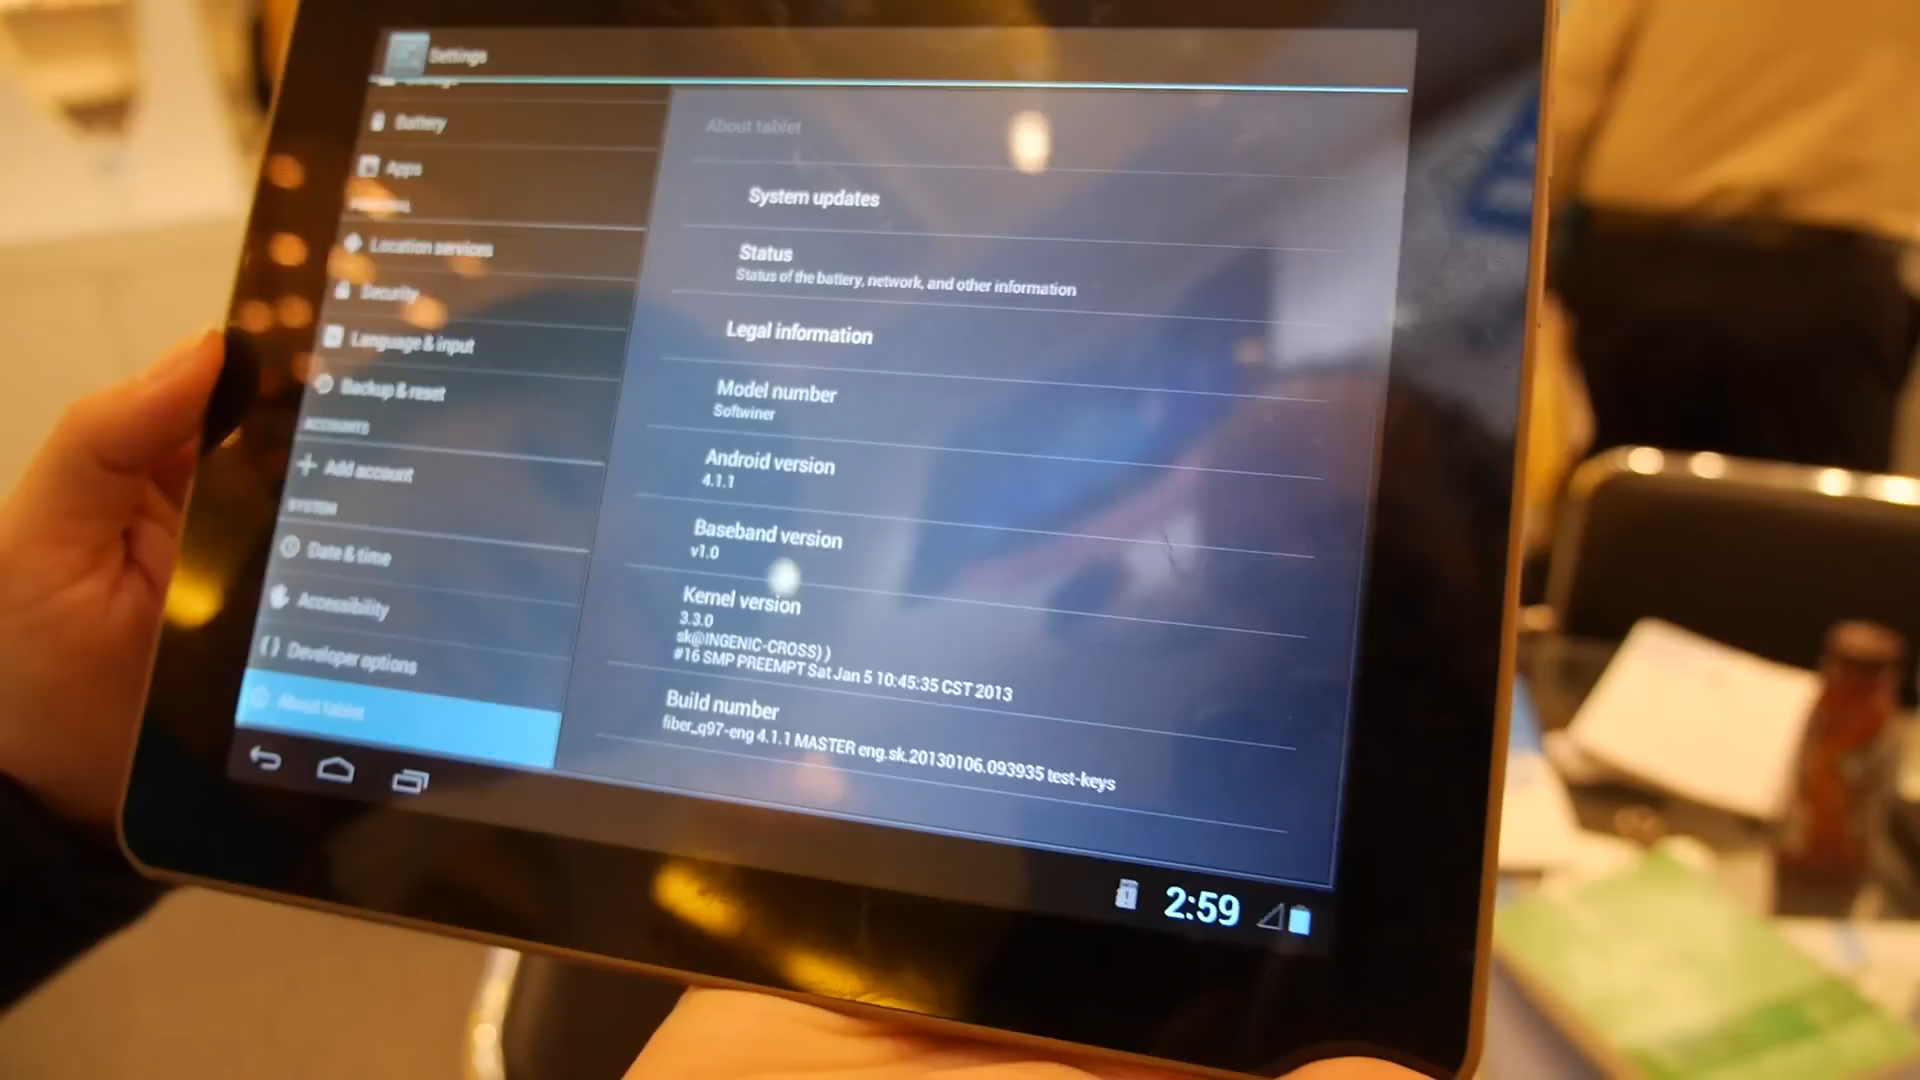 Settings
Battery
Apps
Location services
Security
Language & input
Backup & reset
ACCOUNTS
Add account
SYSTEM
Date & time
Accessibility
Developer options
About tablet
About tablet
System updates
Status
Status of the battery, network, and other information
Legal information
Model number
Softwiner
Android version
4.1.1
Baseband version
v1.0
Kernel version
3.3.0
sk@INGENIC-CROSS) )
#16 SMP PREEMPT Sat Jan 5 10:45:35 CST 2013
Build number
fiber_q97-eng 4.1.1 MASTER eng.sk.20130106.093935 test-keys
2:59